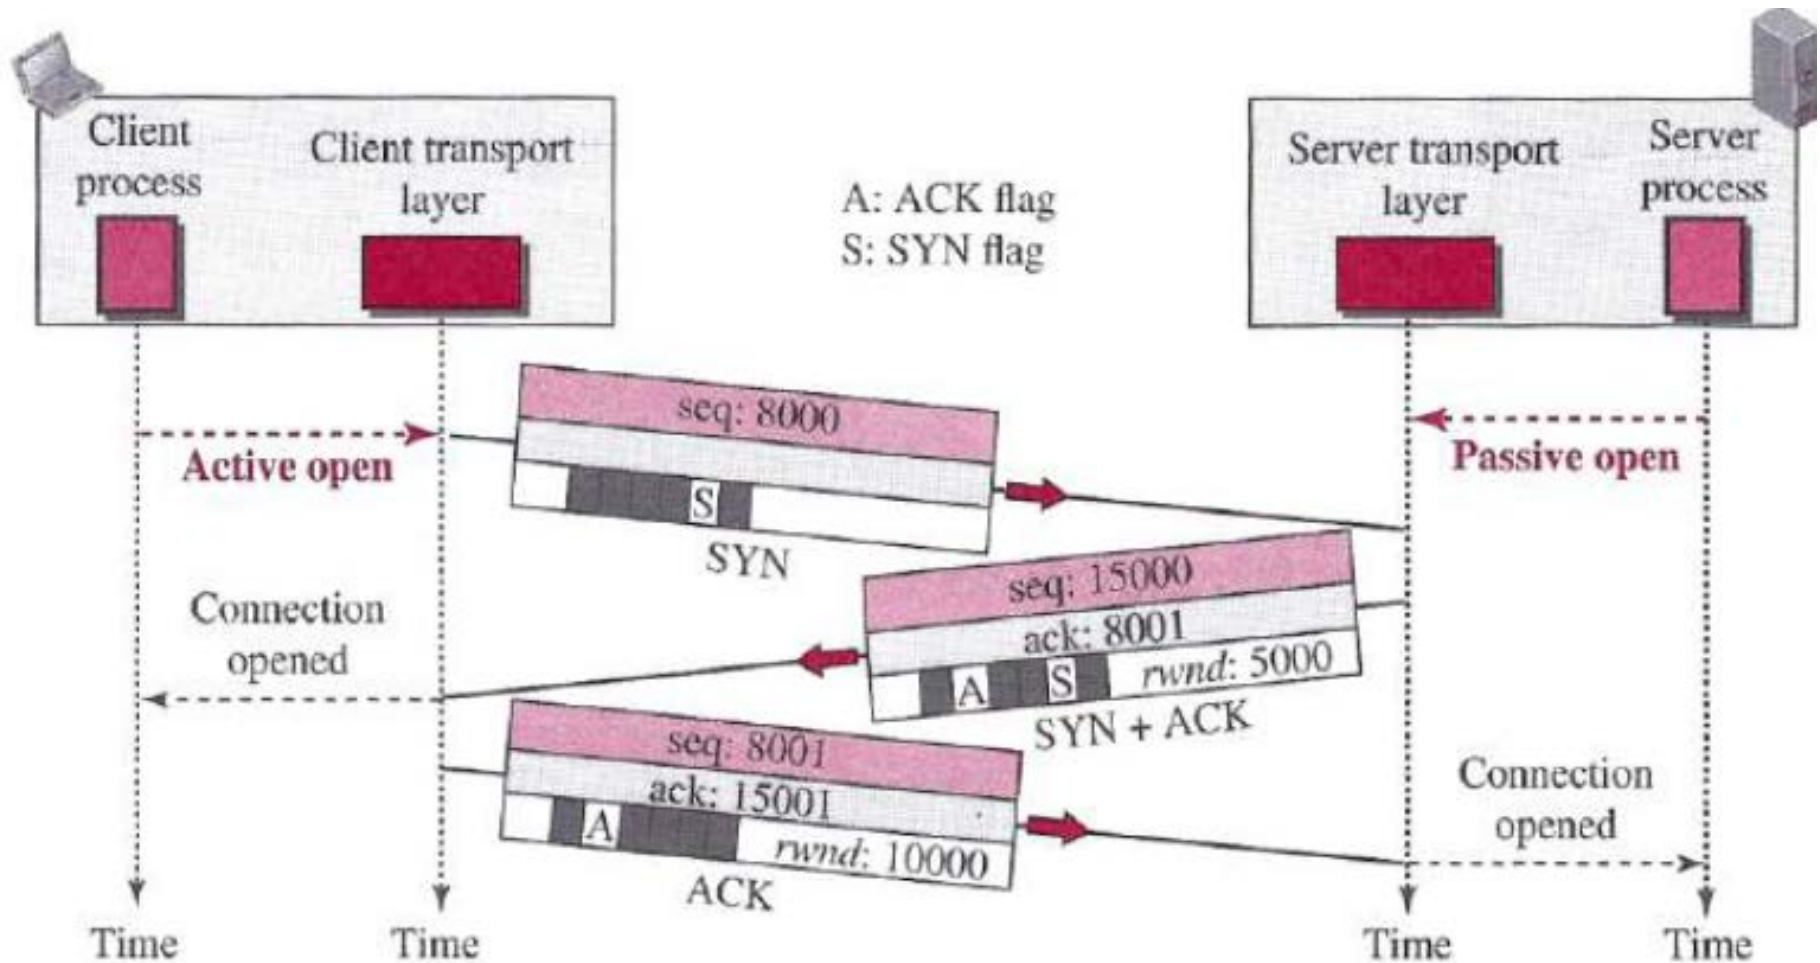 Client
process
Client transport
layer
A: ACK flag
S: SYN flag
Server transport
layer
Server
process
seq: 8000
Active open
Passive open
S
SYN
seq: 15000
Connection
opened
ack: 8001
A S rwnd: 5000
SYN + ACK
seq: 8001
ack: 15001
A rwnd: 10000
ACK
Connection
opened
Time
Time
Time
Time